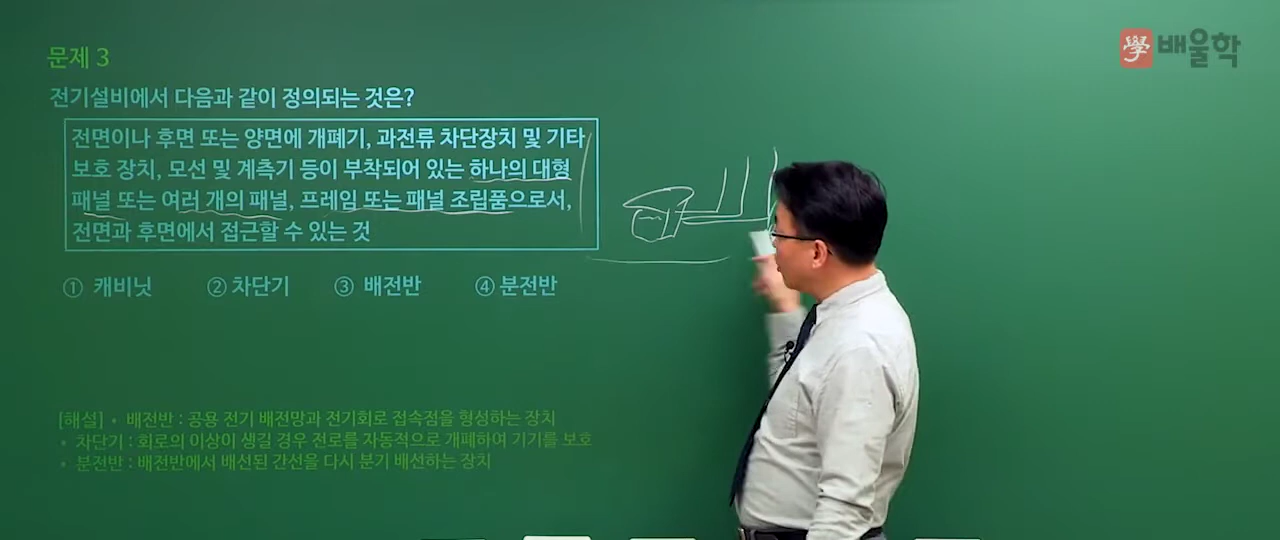 學 배울학
문제 3
전기설비에서 다음과 같이 정의되는 것은?
전면이나 후면 또는 양면에 개폐기, 과전류 차단장치 및 기타
보호 장치, 모선 및 계측기 등이 부착되어 있는 하나의 대형
패널 또는 여러 개의 패널, 프레임 또는 패널 조립품으로서,
전면과 후면에서 접근할 수 있는 것
① 캐비닛 ② 차단기 ③ 배전반 ④ 분전반
[해설] • 배전반 : 공용 전기 배전망과 전기회로 접속점을 형성하는 장치
• 차단기 : 회로의 이상이 생길 경우 전로를 자동적으로 개폐하여 기기를 보호
• 분전반 : 배전반에서 배선된 간선을 다시 분기 배선하는 장치